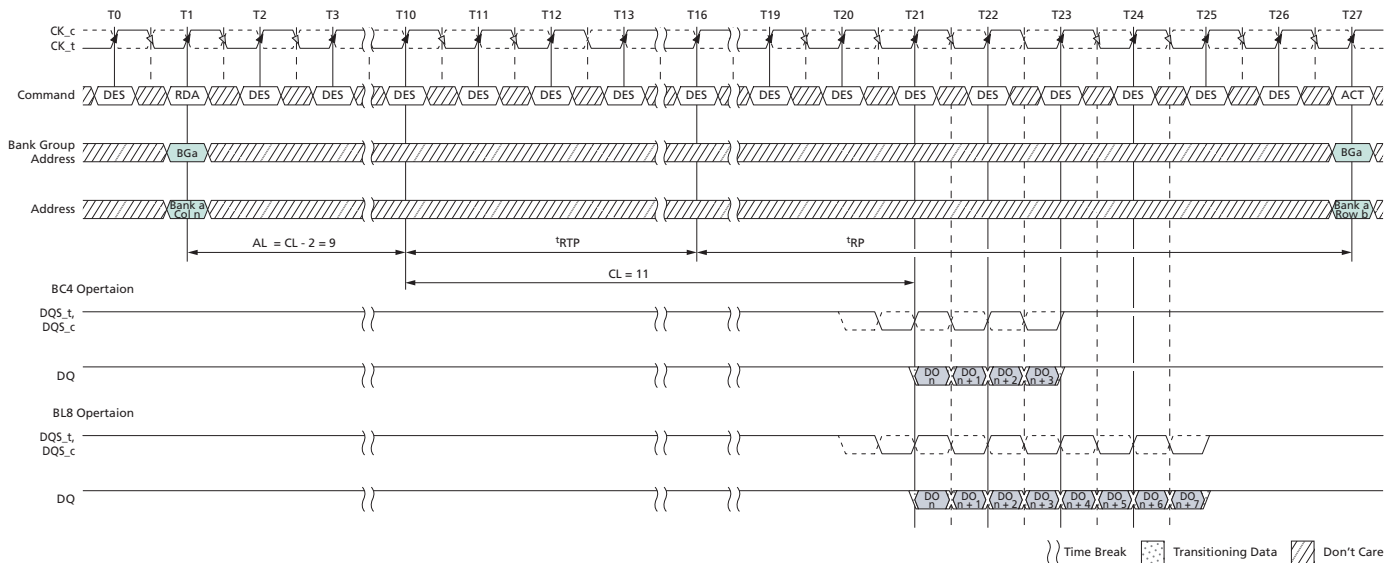 T0 T1 T2 T3 T10 T11 T12 T13 T16 T19 T20 T21 T22 T23 T24 T25 T26 T27
CK_c
CK_t
Command DES RDA DES DES DES DES DES DES DES DES DES DES DES DES DES DES DES ACT
Bank Group
Address BGa BGa
Address Bank a
Col n Bank a
Row b
AL = CL - 2 = 9 tRTP tRP
CL = 11
BC4 Opertaion
DQS_t,
DQS_c
DQ DO
n DO
n + 1 DO
n + 2 DO
n + 3
BL8 Opertaion
DQS_t,
DQS_c
DQ DO
n DO
n + 1 DO
n + 2 DO
n + 3 DO
n + 4 DO
n + 5 DO
n + 6 DO
n + 7
Time Break Transitioning Data Don't Care